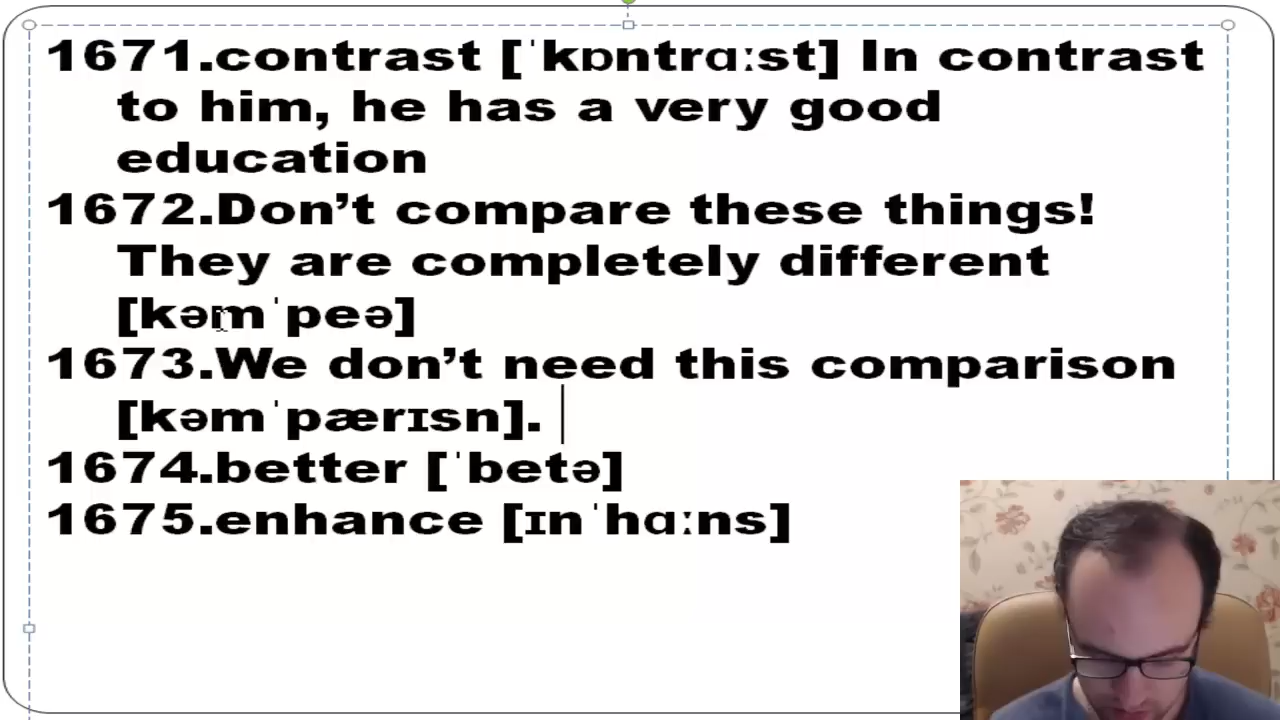 1671.contrast [ˈkɒntrɑːst] In contrast
to him, he has a very good
education
1672.Don’t compare these things!
They are completely different
[kəmˈpeə]
1673.We don’t need this comparison
[kəmˈpærɪsn].
1674.better [ˈbetə]
1675.enhance [ɪnˈhɑːns]